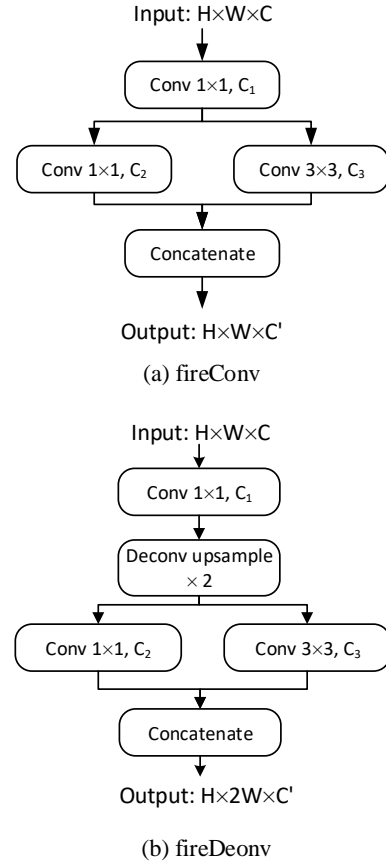 Input: H×W×C
Conv 1×1, C₁
Conv 1×1, C₂
Conv 3×3, C₃
Concatenate
Output: H×W×C'
(a) fireConv
Input: H×W×C
Conv 1×1, C₁
Deconv upsample
× 2
Conv 1×1, C₂
Conv 3×3, C₃
Concatenate
Output: H×2W×C'
(b) fireDeonv